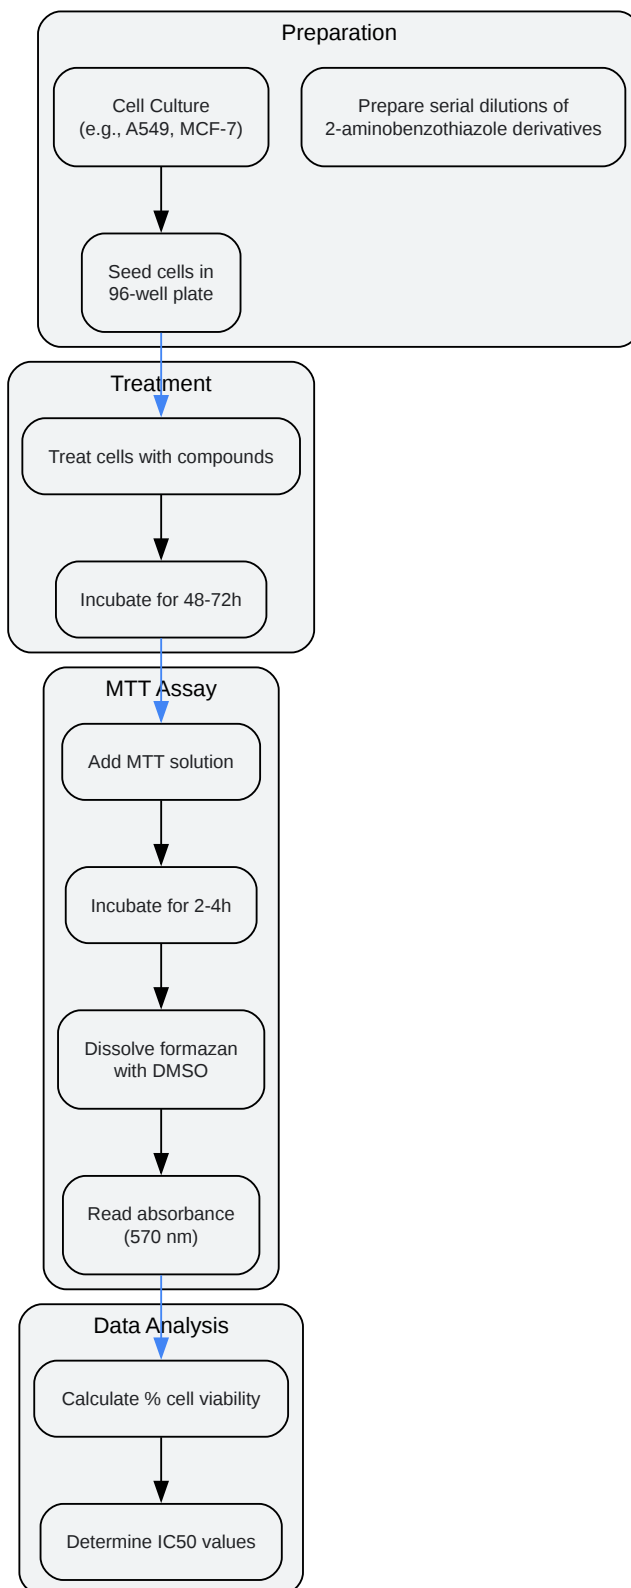 Preparation
Cell Culture
(e.g., A549, MCF-7)
Prepare serial dilutions of
2-aminobenzothiazole derivatives
Seed cells in
96-well plate
Treatment
Treat cells with compounds
Incubate for 48-72h
MTT Assay
Add MTT solution
Incubate for 2-4h
Dissolve formazan
with DMSO
Read absorbance
(570 nm)
Data Analysis
Calculate % cell viability
Determine IC50 values